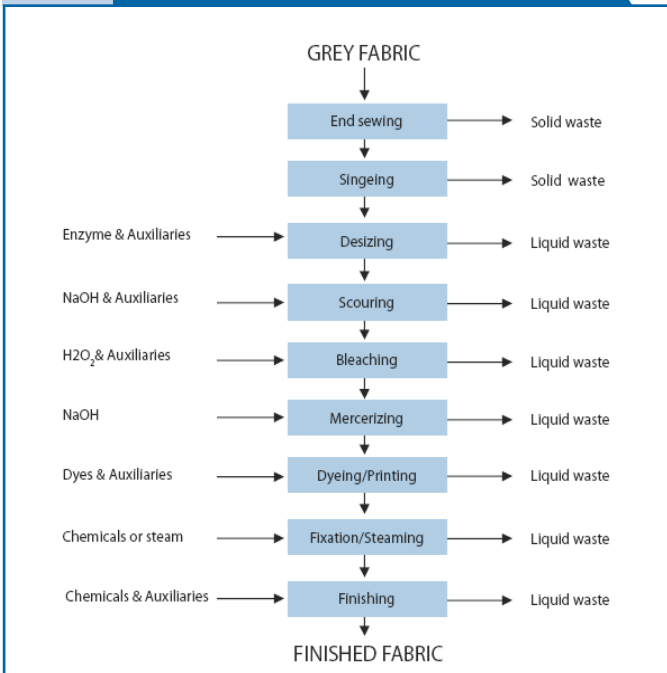 GREY FABRIC
End sewing
Solid waste
Singeing
Solid waste
Enzyme & Auxiliaries
Desizing
Liquid waste
NaOH & Auxiliaries
Scouring
Liquid waste
H2O₂& Auxiliaries
Bleaching
Liquid waste
NaOH
Mercerizing
Liquid waste
Dyes & Auxiliaries
Dyeing/Printing
Liquid waste
Chemicals or steam
Fixation/Steaming
Liquid waste
Chemicals & Auxiliaries
Finishing
Liquid waste
FINISHED FABRIC